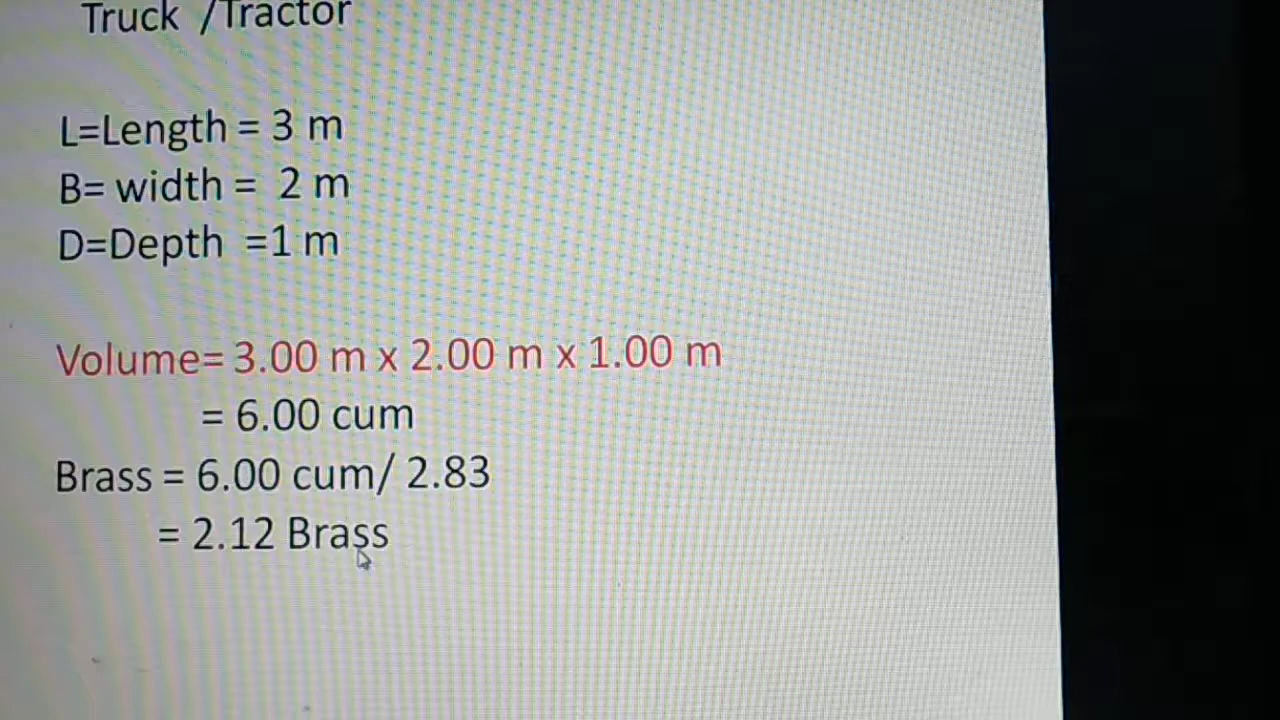 Truck /Tractor
L=Length = 3 m
B= width = 2 m
D=Depth =1 m
Volume= 3.00 m x 2.00 m x 1.00 m
= 6.00 cum
Brass = 6.00 cum/ 2.83
= 2.12 Brass